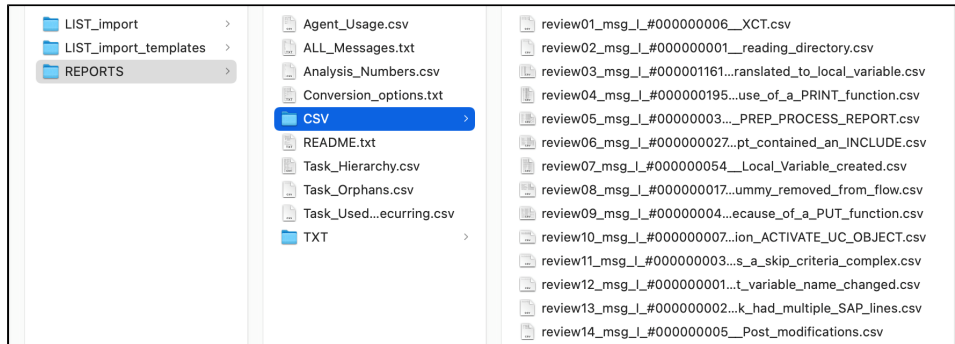 LIST_import
LIST_import_templates
REPORTS
Agent_Usage.csv
ALL_Messages.txt
Analysis_Numbers.csv
Conversion_options.txt
CSV
README.txt
Task_Hierarchy.csv
Task_Orphans.csv
Task_Used...ecurring.csv
TXT
review01_msg_I_#000000006__XCT.csv
review02_msg_I_#000000001__reading_directory.csv
review03_msg_I_#000001161...ranslated_to_local_variable.csv
review04_msg_I_#000000195...use_of_a_PRINT_function.csv
review05_msg_I_#00000003..._PREP_PROCESS_REPORT.csv
review06_msg_I_#000000027...pt_contained_an_INCLUDE.csv
review07_msg_I_#000000054__Local_Variable_created.csv
review08_msg_I_#000000017...ummy_removed_from_flow.csv
review09_msg_I_#00000004...ecause_of_a_PUT_function.csv
review10_msg_I_#000000007...ion_ACTIVATE_UC_OBJECT.csv
review11_msg_I_#000000003...s_a_skip_criteria_complex.csv
review12_msg_I_#000000001...t_variable_name_changed.csv
review13_msg_I_#000000002...k_had_multiple_SAP_lines.csv
review14_msg_I_#000000005__Post_modifications.csv